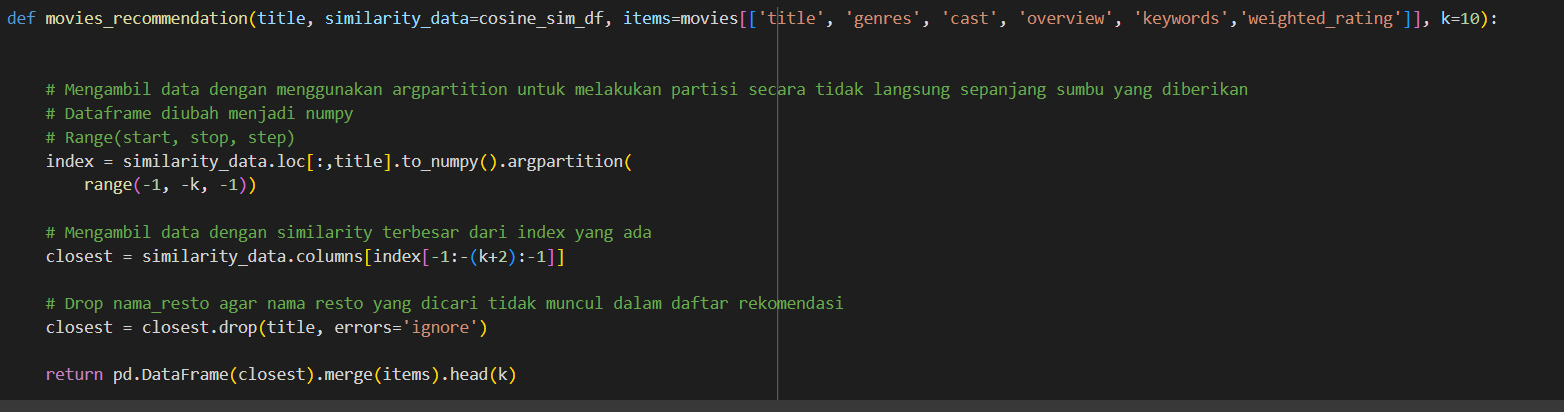 def movies_recommendation(title, similarity_data=cosine_sim_df, items=movies[['title', 'genres', 'cast', 'overview', 'keywords','weighted_rating']], k=10):
# Mengambil data dengan menggunakan argpartition untuk melakukan partisi secara tidak langsung sepanjang sumbu yang diberikan
# Dataframe diubah menjadi numpy
# Range(start, stop, step)
index = similarity_data.loc[:,title].to_numpy().argpartition(
range(-1, -k, -1))
# Mengambil data dengan similarity terbesar dari index yang ada
closest = similarity_data.columns[index[-1:-(k+2):-1]]
# Drop nama_resto agar nama resto yang dicari tidak muncul dalam daftar rekomendasi
closest = closest.drop(title, errors='ignore')
return pd.DataFrame(closest).merge(items).head(k)